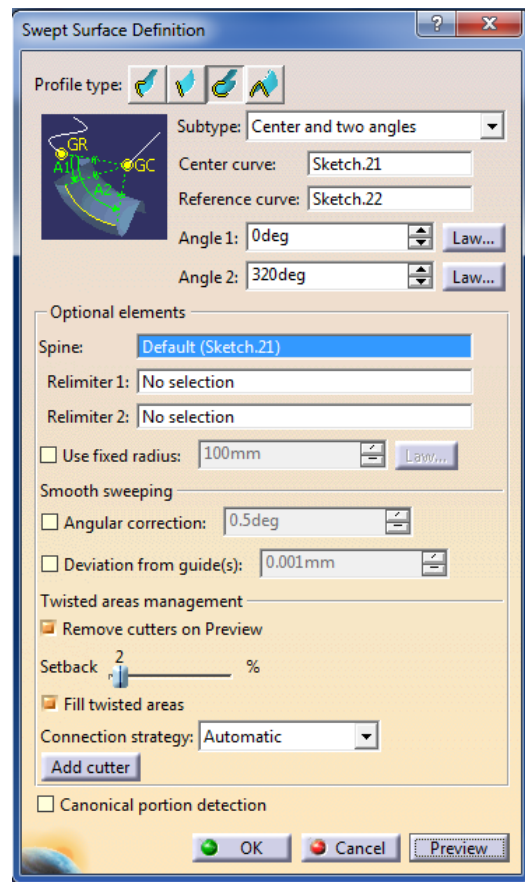 Swept Surface Definition
Profile type:
Subtype: Center and two angles
GR
A1 GC
A2
Center curve: Sketch.21
Reference curve: Sketch.22
Angle 1: 0deg Law...
Angle 2: 320deg Law...
Optional elements
Spine: Default (Sketch.21)
Relimiter 1: No selection
Relimiter 2: No selection
Use fixed radius: 100mm Law...
Smooth sweeping
Angular correction: 0.5deg
Deviation from guide(s): 0.001mm
Twisted areas management
Remove cutters on Preview
Setback 2 %
Fill twisted areas
Connection strategy: Automatic
Add cutter
Canonical portion detection
OK Cancel Preview